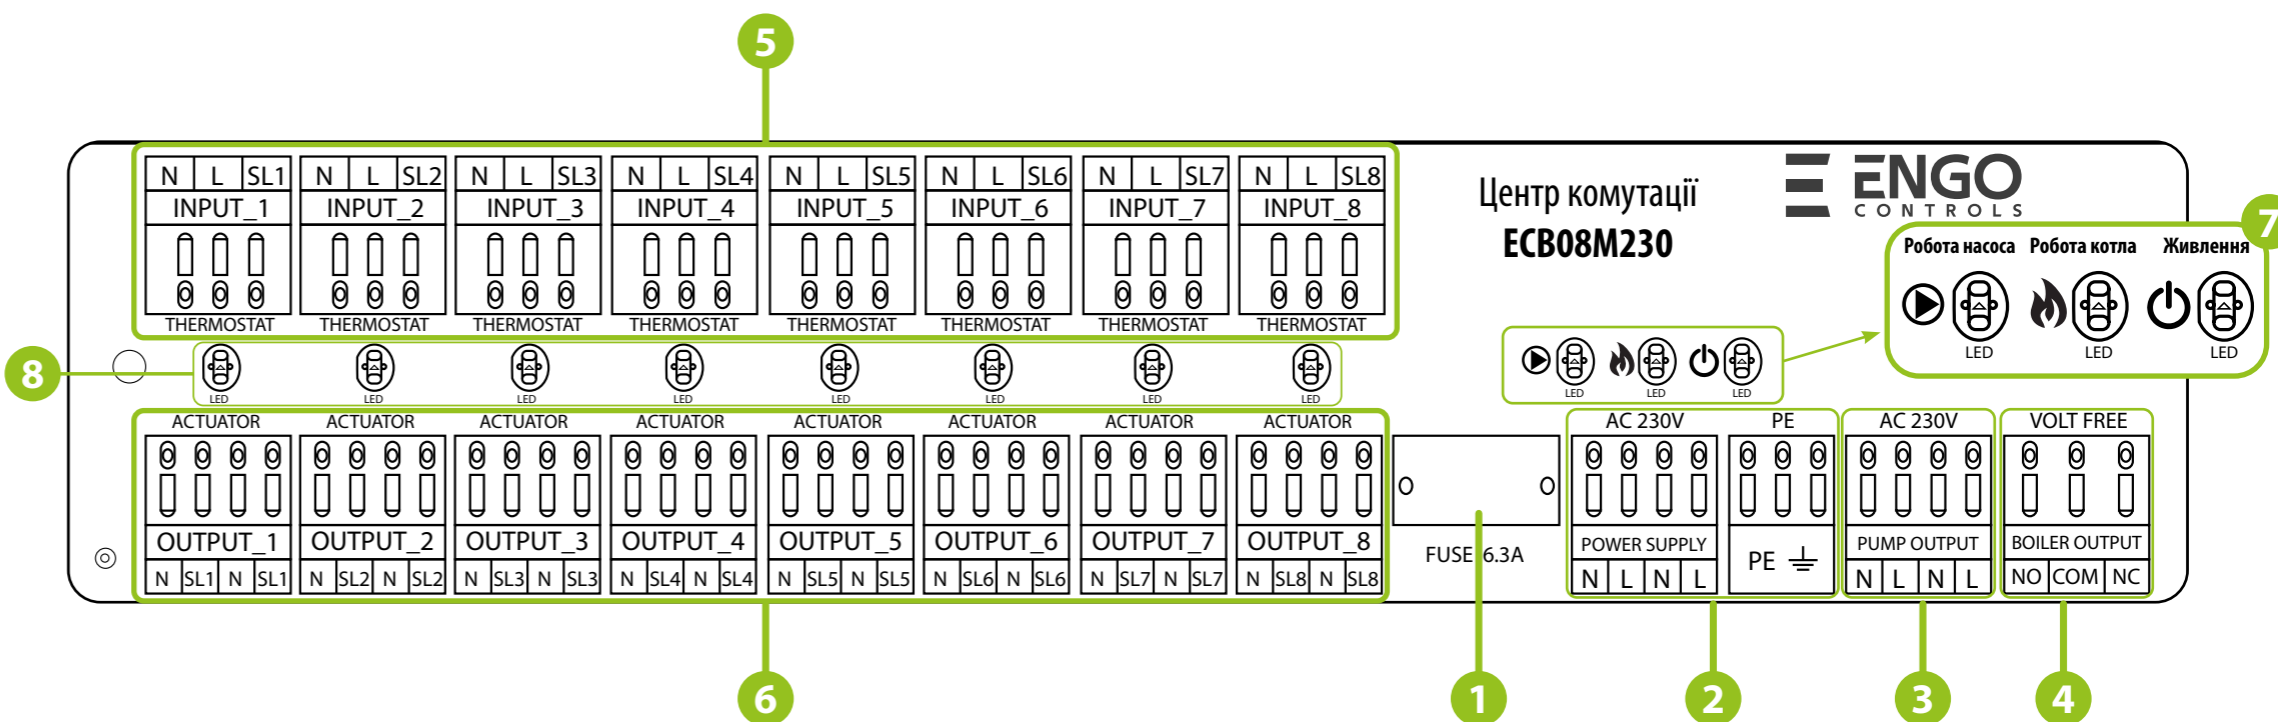 5
N L SL1 N L SL2 N L SL3 N L SL4 N L SL5 N L SL6 N L SL7 N L SL8
INPUT_1 INPUT_2 INPUT_3 INPUT_4 INPUT_5 INPUT_6 INPUT_7 INPUT_8
THERMOSTAT THERMOSTAT THERMOSTAT THERMOSTAT THERMOSTAT THERMOSTAT THERMOSTAT THERMOSTAT
Центр комутації
ECB08M230
ENGO
CONTROLS
7
Робота насоса Робота котла Живлення
LED LED LED
LED LED LED
8
LED LED LED LED LED LED LED LED
ACTUATOR ACTUATOR ACTUATOR ACTUATOR ACTUATOR ACTUATOR ACTUATOR ACTUATOR
OUTPUT_1 OUTPUT_2 OUTPUT_3 OUTPUT_4 OUTPUT_5 OUTPUT_6 OUTPUT_7 OUTPUT_8
N SL1 N SL1 N SL2 N SL2 N SL3 N SL3 N SL4 N SL4 N SL5 N SL5 N SL6 N SL6 N SL7 N SL7 N SL8 N SL8
FUSE 6.3A
AC 230V PE AC 230V VOLT FREE
POWER SUPPLY PE PUMP OUTPUT BOILER OUTPUT
N L N L N L N L NO COM NC
6 1 2 3 4